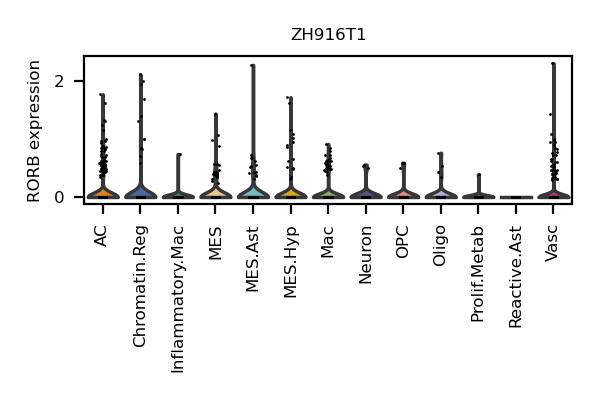 ZH916T1
RORB expression
2
0
AC
Chromatin.Reg
Inflammatory.Mac
MES
MES.Ast
MES.Hyp
Mac
Neuron
OPC
Oligo
Prolif.Metab
Reactive.Ast
Vasc